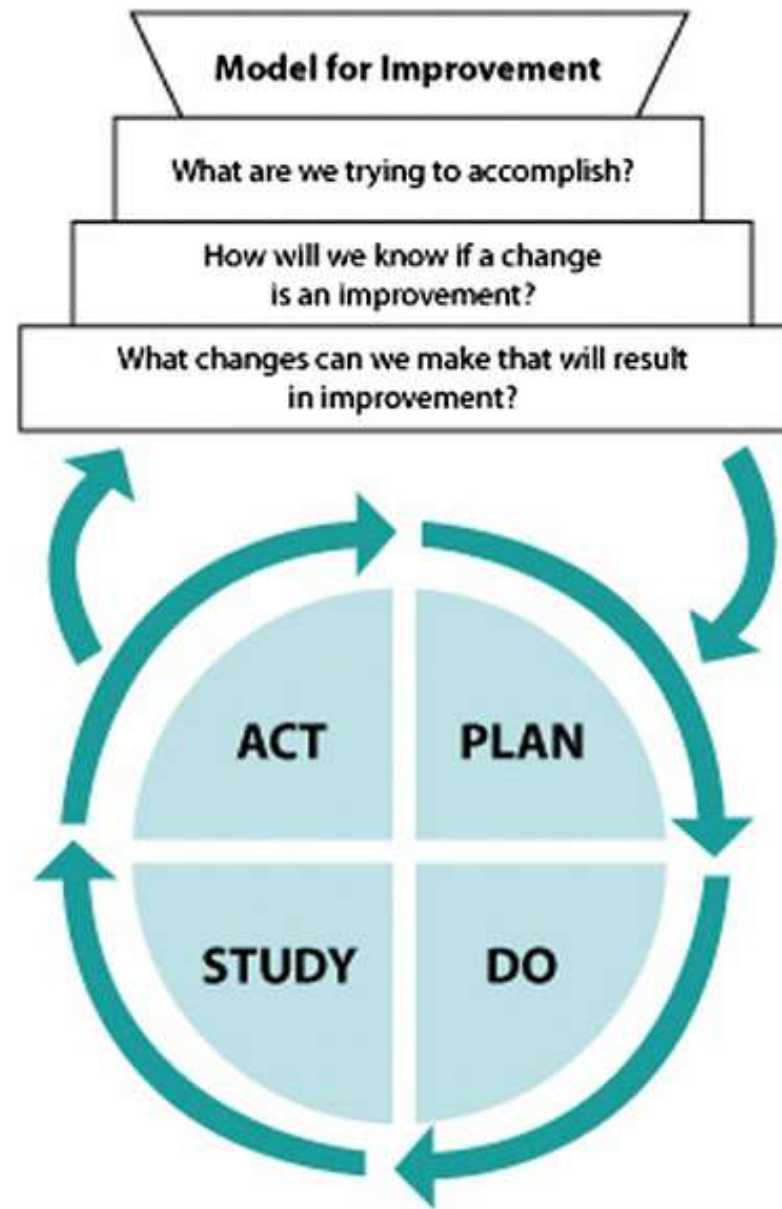 Model for Improvement
What are we trying to accomplish?
How will we know if a change
is an improvement?
What changes can we make that will result
in improvement?
ACT
PLAN
STUDY
DO